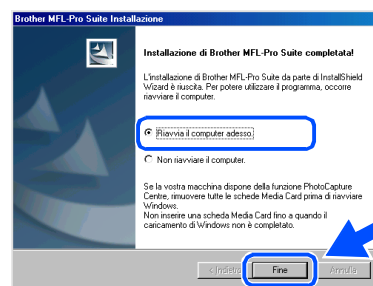 Brother MFL-Pro Suite Installazione
Installazione di Brother MFL-Pro Suite completata!
L'installazione di Brother MFL-Pro Suite da parte di InstallShield
Wizard è riuscita. Per potere utilizzare il programma, occorre
riavviare il computer.
Riavvia il computer adesso.
Non riavviare il computer.
Se la vostra macchina dispone della funzione PhotoCapture
Centre, rimuovere tutte le schede Media Card prima di riavviare
Windows.
Non inserire una scheda Media Card fino a quando il
caricamento di Windows non è completato.
< Indietro Fine Annulla